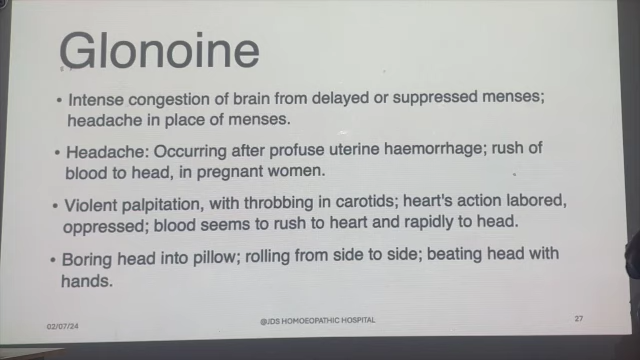 Glonoine
• Intense congestion of brain from delayed or suppressed menses;
headache in place of menses.
• Headache: Occurring after profuse uterine haemorrhage; rush of
blood to head, in pregnant women.
• Violent palpitation, with throbbing in carotids; heart's action labored,
oppressed; blood seems to rush to heart and rapidly to head.
• Boring head into pillow; rolling from side to side; beating head with
hands.
02/07/24
@JDS HOMOEOPATHIC HOSPITAL
27